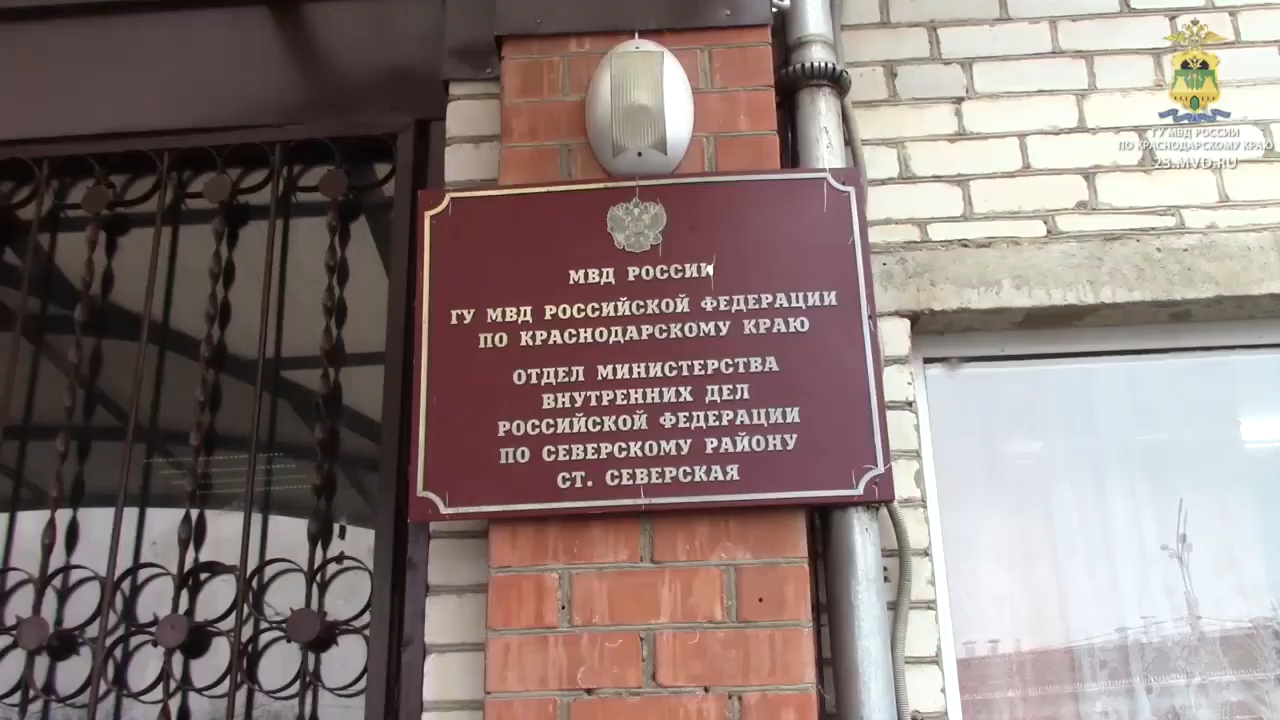 ГУ МВД РОССИИ
ПО КРАСНОДАРСКОМУ КРАЮ
23.MVD.RU
МВД РОССИИ
ГУ МВД РОССИЙСКОЙ ФЕДЕРАЦИИ
ПО КРАСНОДАРСКОМУ КРАЮ
ОТДЕЛ МИНИСТЕРСТВА
ВНУТРЕННИХ ДЕЛ
РОССИЙСКОЙ ФЕДЕРАЦИИ
ПО СЕВЕРСКОМУ РАЙОНУ
СТ. СЕВЕРСКАЯ